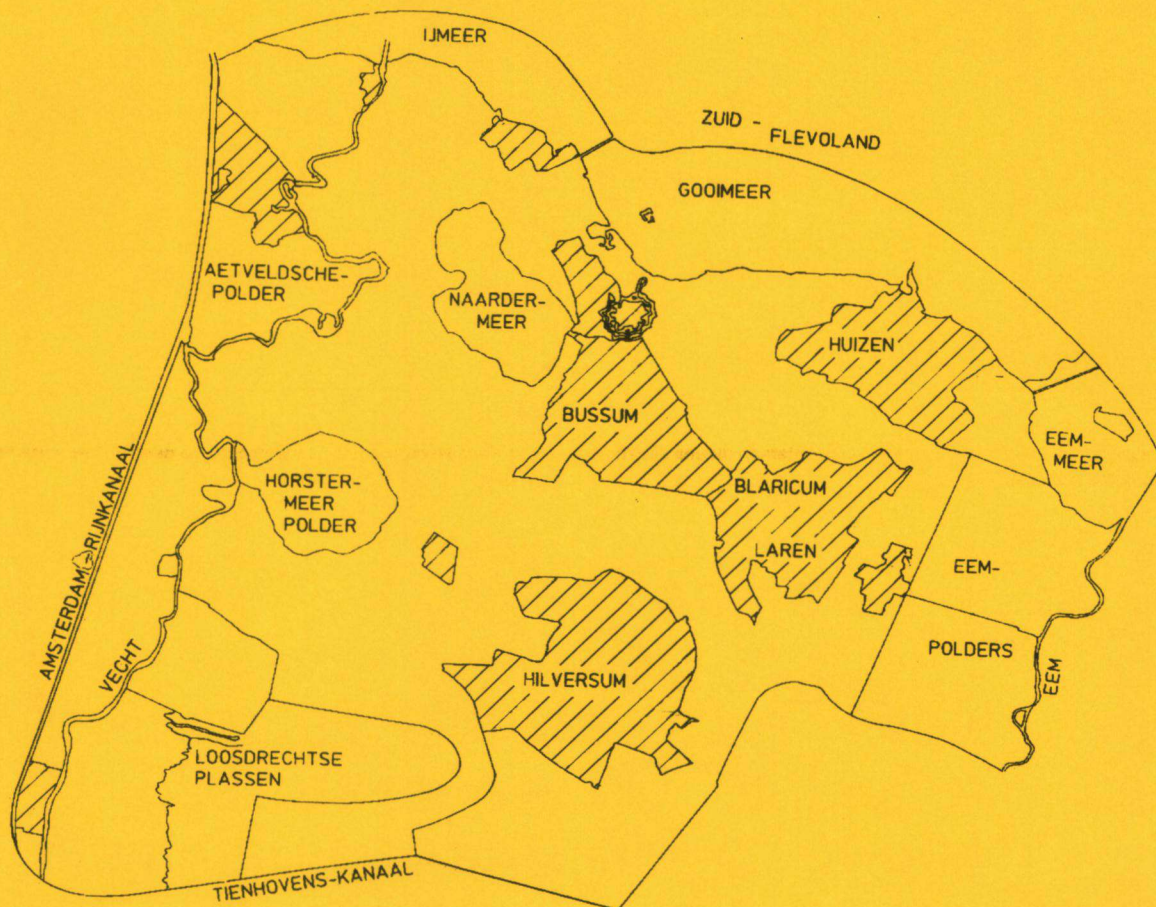 IJMEER
ZUID -
FLEVOLAND
GOOIMEER
AETVELDSCHE-
POLDER
NAARDER-
MEER
HUIZEN
BUSSUM
EEM-
MEER
HORSTER-
MEER
POLDER
BLARICUM
LAREN
EEM-
POLDERS
EEM
AMSTERDAM-RIJNKANAAL
VECHT
HILVERSUM
LOOSDRECHTSE
PLASSEN
TIENHOVENS-KANAAL